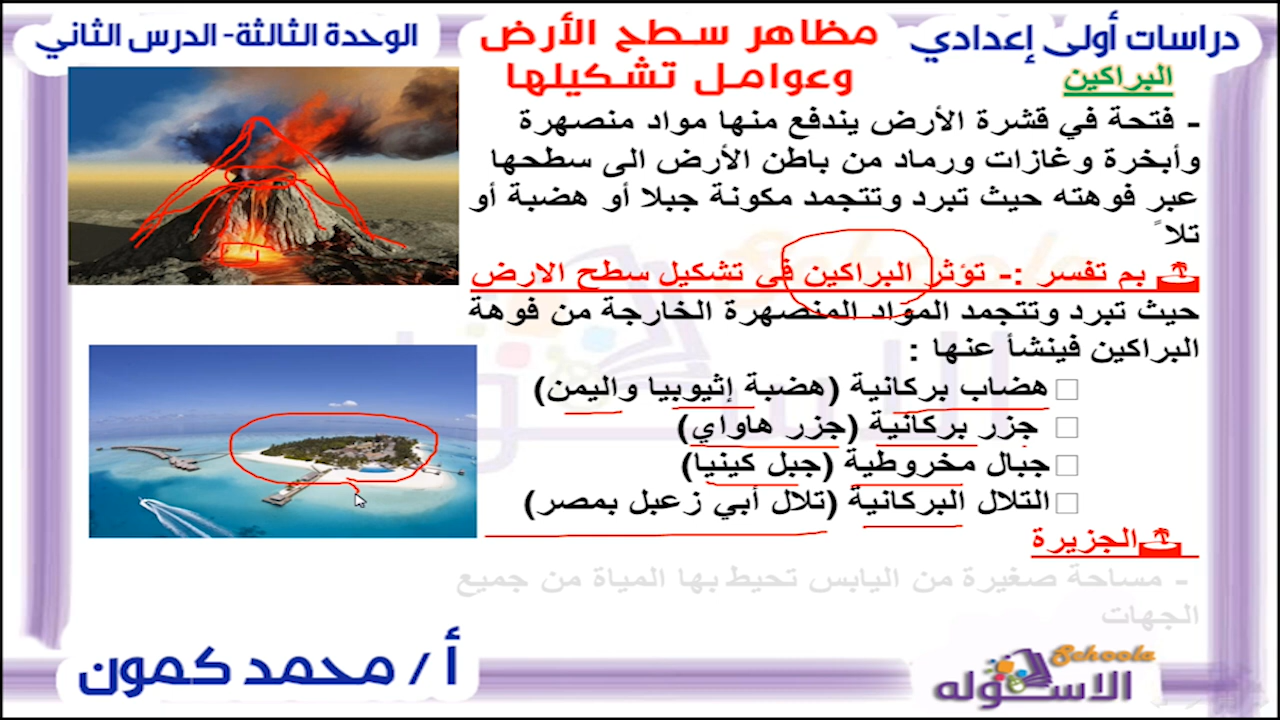 دراسات أولى إعدادي
مظاهر سطح الأرض
وعوامل تشكيلها
الوحدة الثالثة- الدرس الثاني
البراكين
- فتحة في قشرة الأرض يندفع منها مواد منصهرة
وأبخرة وغازات ورماد من باطن الأرض الى سطحها
عبر فوهته حيث تبرد وتتجمد مكونة جبلا أو هضبة أو
تلاً
بم تفسر :- تؤثر البراكين فى تشكيل سطح الارض
حيث تبرد وتتجمد المواد المنصهرة الخارجة من فوهة
البراكين فينشأ عنها :
هضاب بركانية (هضبة إثيوبيا واليمن)
جزر بركانية (جزر هاواي)
جبال مخروطية (جبل كينيا)
التلال البركانية (تلال أبي زعبل بمصر)
الجزيرة
- مساحة صغيرة من اليابس تحيط بها المياة من جميع
الجهات
أ / محمد كمون
Schoola
الاسكوله